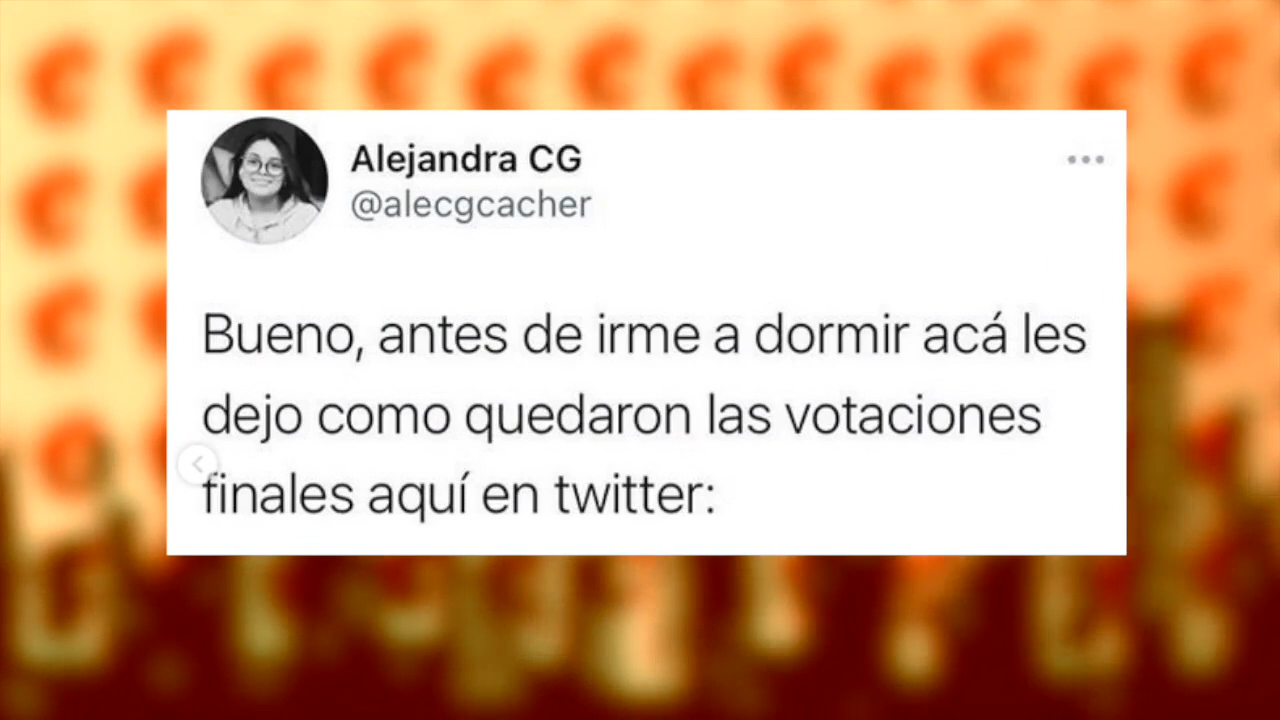 Alejandra CG
@alecgcacher
Bueno, antes de irme a dormir acá les
dejo como quedaron las votaciones
finales aquí en twitter: